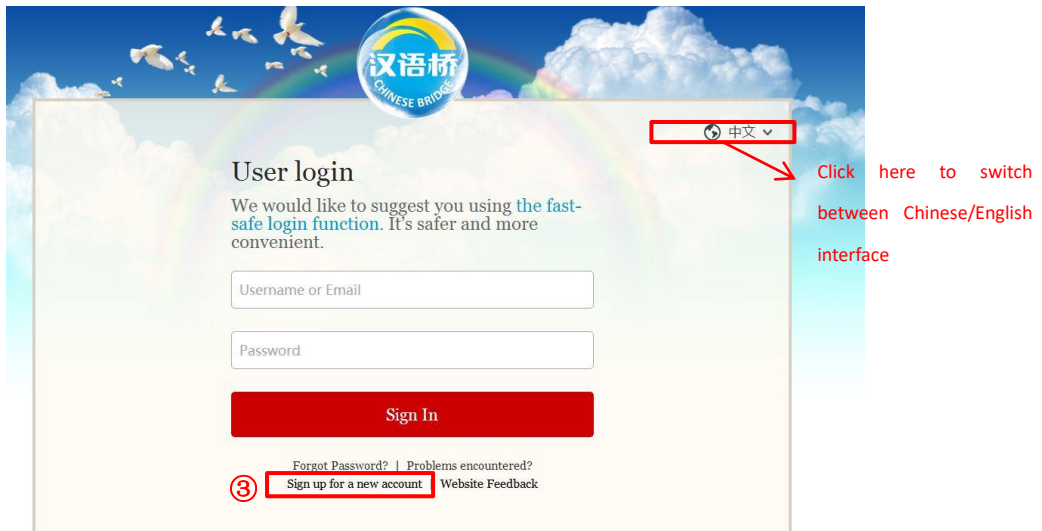 汉语桥
CHINESE BRIDGE
中文
User login
We would like to suggest you using the fast-
safe login function. It's safer and more
convenient.
Click here to switch
between Chinese/English
interface
Username or Email
Password
Sign In
Forgot Password? | Problems encountered?
③ Sign up for a new account | Website Feedback